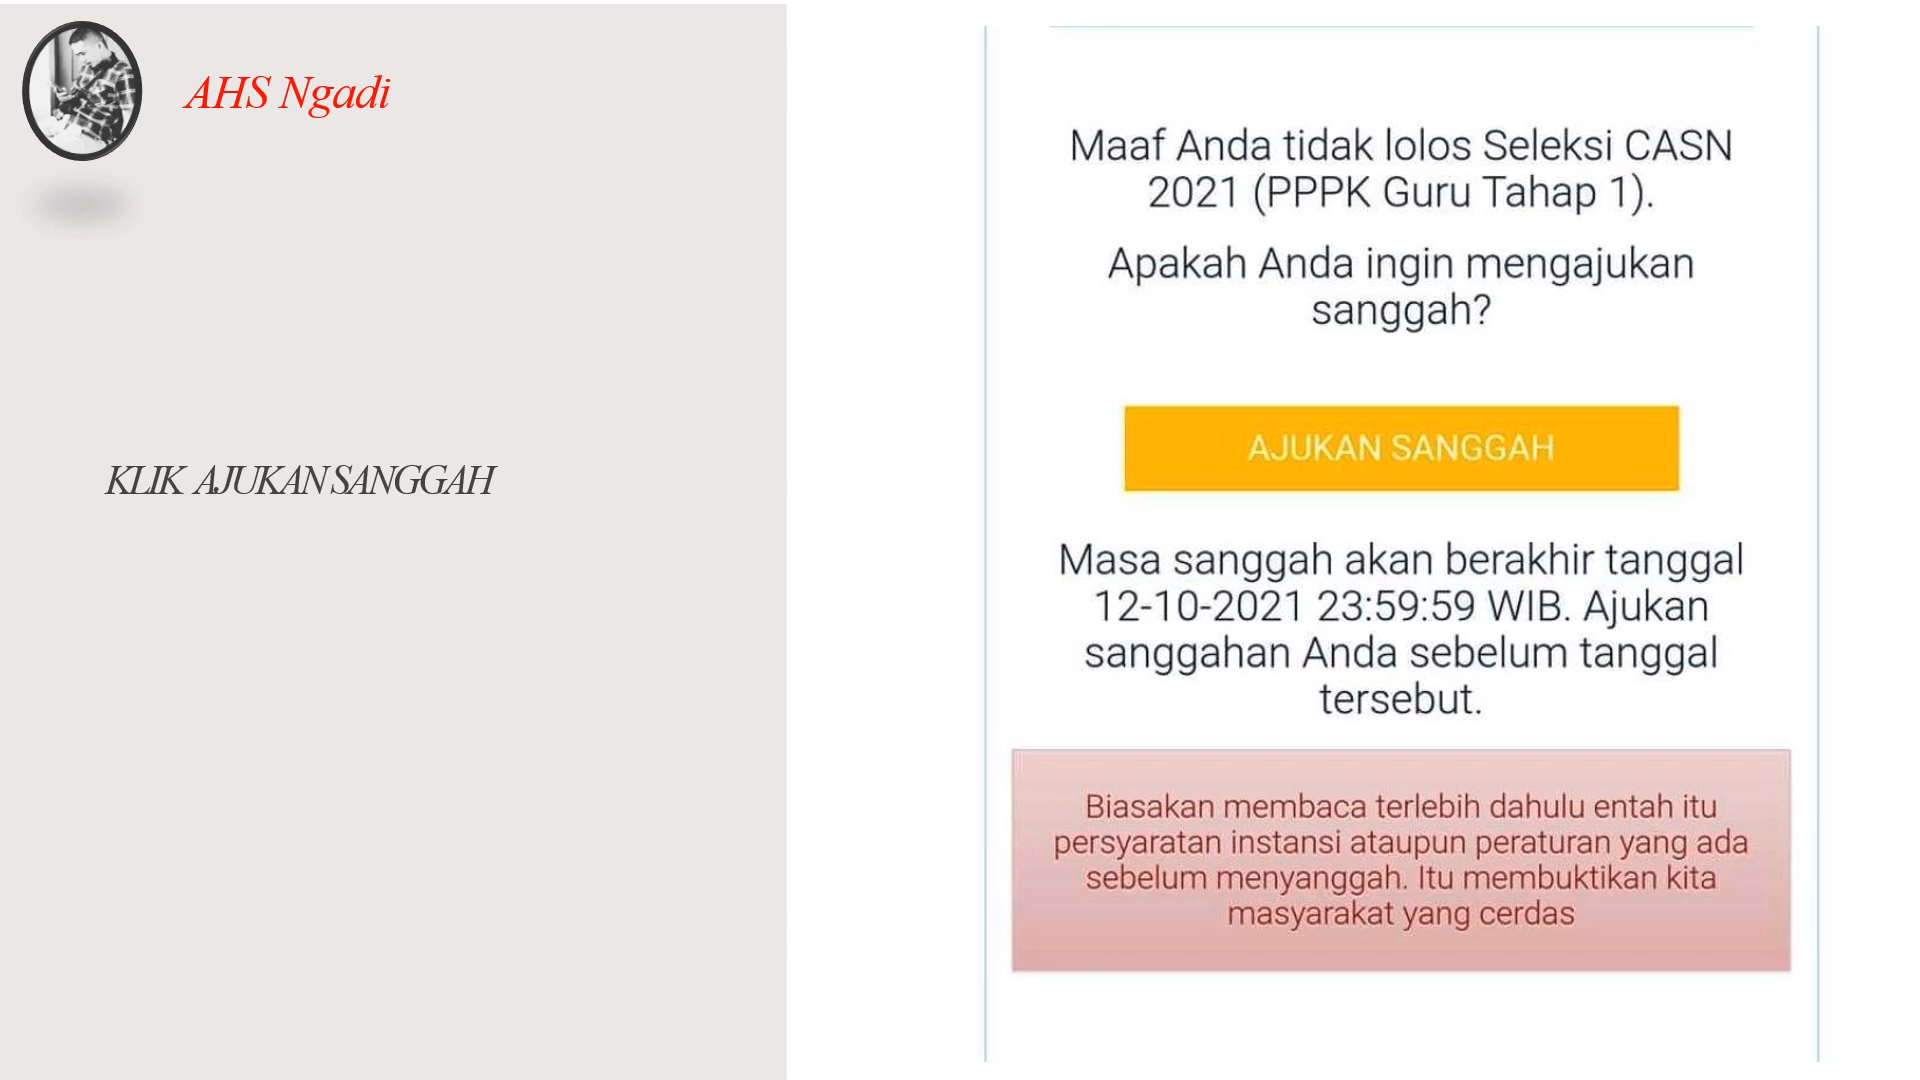 AHS Ngadi
KLIK AJUKAN SANGGAH
Maaf Anda tidak lolos Seleksi CASN
2021 (PPPK Guru Tahap 1).
Apakah Anda ingin mengajukan
sanggah?
AJUKAN SANGGAH
Masa sanggah akan berakhir tanggal
12-10-2021 23:59:59 WIB. Ajukan
sanggahan Anda sebelum tanggal
tersebut.
Biasakan membaca terlebih dahulu entah itu
persyaratan instansi ataupun peraturan yang ada
sebelum menyanggah. Itu membuktikan kita
masyarakat yang cerdas